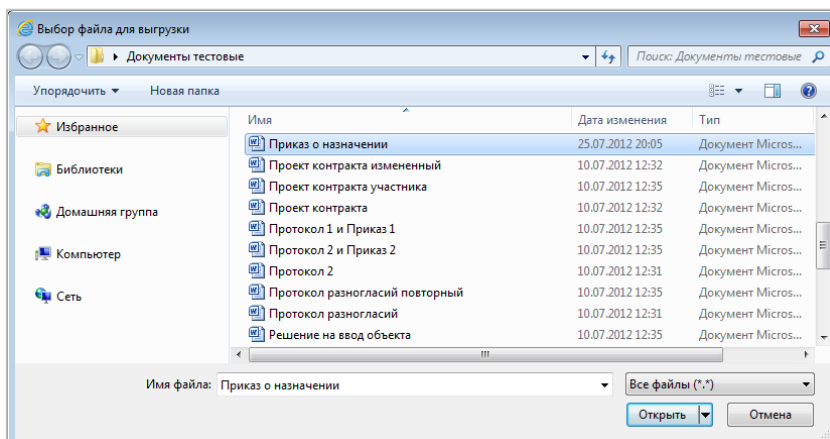 Выбор файла для выгрузки
Документы тестовые
Поиск: Документы тестовые
Упорядочить
Новая папка
Имя
Дата изменения
Тип
Избранное
Библиотеки
Домашняя группа
Компьютер
Сеть
Приказ о назначении 25.07.2012 20:05 Документ Micros...
Проект контракта измененный 10.07.2012 12:32 Документ Micros...
Проект контракта участника 10.07.2012 12:35 Документ Micros...
Проект контракта 10.07.2012 12:32 Документ Micros...
Протокол 1 и Приказ 1 10.07.2012 12:35 Документ Micros...
Протокол 2 и Приказ 2 10.07.2012 12:35 Документ Micros...
Протокол 2 10.07.2012 12:31 Документ Micros...
Протокол разногласий повторный 10.07.2012 12:35 Документ Micros...
Протокол разногласий 10.07.2012 12:31 Документ Micros...
Решение на ввод объекта 10.07.2012 12:35 Документ Micros...
Имя файла: Приказ о назначении
Все файлы (*.*)
Открыть
Отмена